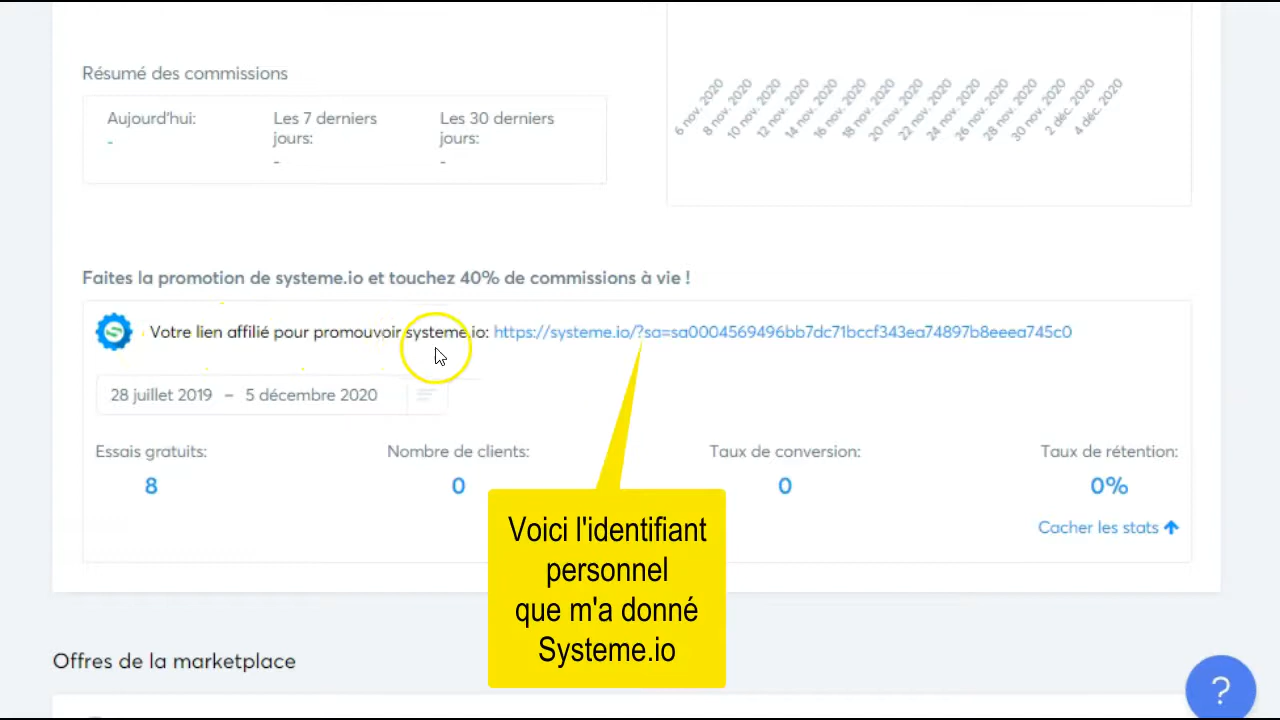 Résumé des commissions
Aujourd'hui:
-
Les 7 derniers
jours:
-
Les 30 derniers
jours:
-
6 nov. 2020
8 nov. 2020
10 nov. 2020
12 nov. 2020
14 nov. 2020
16 nov. 2020
18 nov. 2020
20 nov. 2020
22 nov. 2020
24 nov. 2020
26 nov. 2020
28 nov. 2020
30 nov. 2020
2 déc. 2020
4 déc. 2020
Faites la promotion de systeme.io et touchez 40% de commissions à vie !
Votre lien affilié pour promouvoir systeme.io: https://systeme.io/?sa=sa0004569496bb7dc71bccf343ea74897b8eeea745c0
28 juillet 2019 – 5 décembre 2020
Essais gratuits:
8
Nombre de clients:
0
Taux de conversion:
0
Taux de rétention:
0%
Cacher les stats
Voici l'identifiant
personnel
que m'a donné
Systeme.io
Offres de la marketplace
?